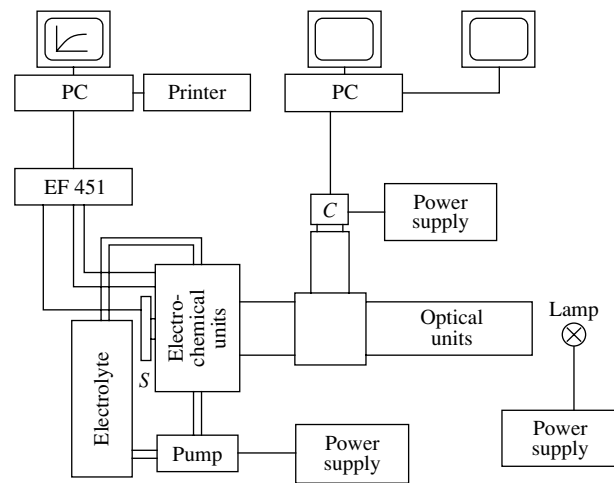 PC
Printer
PC
EF 451
C
Power
supply
Electro-
chemical
units
Optical
units
Lamp
S
Electrolyte
Pump
Power
supply
Power
supply